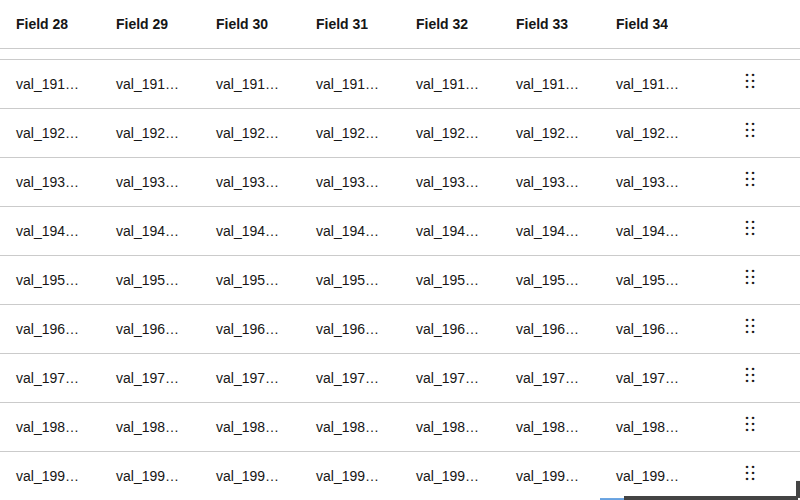 Field 28 Field 29 Field 30 Field 31 Field 32 Field 33 Field 34
val_191… val_191… val_191… val_191… val_191… val_191… val_191…
val_192… val_192… val_192… val_192… val_192… val_192… val_192…
val_193… val_193… val_193… val_193… val_193… val_193… val_193…
val_194… val_194… val_194… val_194… val_194… val_194… val_194…
val_195… val_195… val_195… val_195… val_195… val_195… val_195…
val_196… val_196… val_196… val_196… val_196… val_196… val_196…
val_197… val_197… val_197… val_197… val_197… val_197… val_197…
val_198… val_198… val_198… val_198… val_198… val_198… val_198…
val_199… val_199… val_199… val_199… val_199… val_199… val_199…